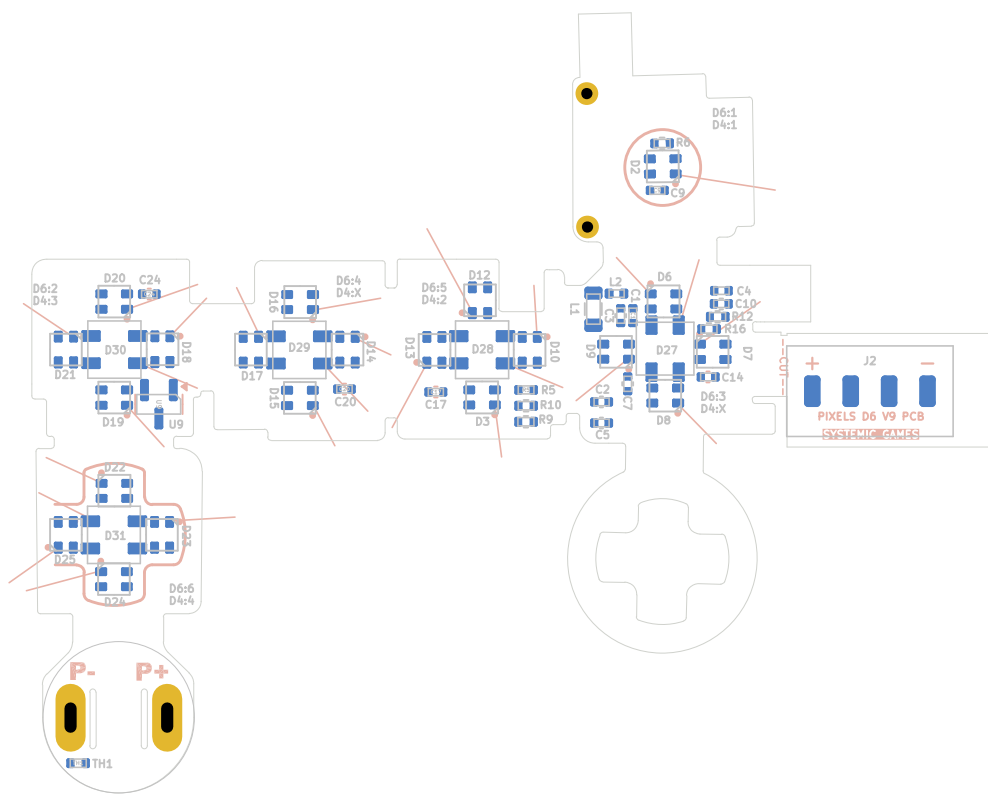 D6:1
D4:1
R6
D2
C9
D20
C24
D6:2
D4:3
D30
D18
D21
D19
U9
D16
D6:4
D4:X
D29
D14
D17
D15
C20
D12
D6:5
D4:2
D13
D28
D10
C17
D3
R5
R10
R9
L2
D6
L1
C3
C1
C4
C10
R12
R16
D9
D27
D7
C14
C7
C2
C5
D8
D6:3
D4:X
CUT
+
J2
−
PIXELS D6 V9 PCB
SYSTEMIC GAMES
D22
D31
D23
D25
D24
D6:6
D4:4
P-
P+
TH1